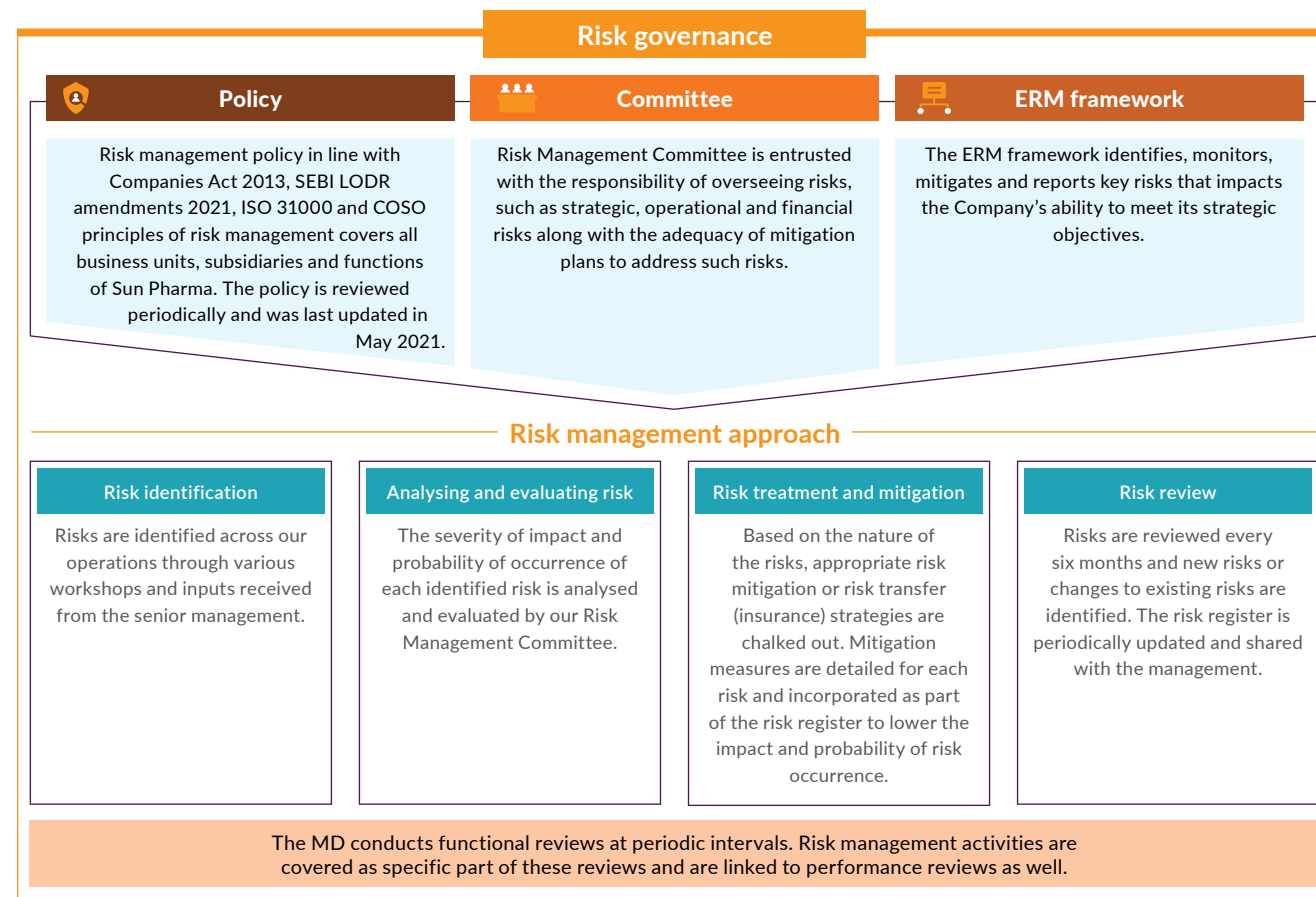 Risk governance
Policy
Risk management policy in line with
Companies Act 2013, SEBI LODR
amendments 2021, ISO 31000 and COSO
principles of risk management covers all
business units, subsidiaries and functions
of Sun Pharma. The policy is reviewed
periodically and was last updated in
May 2021.
Committee
Risk Management Committee is entrusted
with the responsibility of overseeing risks,
such as strategic, operational and financial
risks along with the adequacy of mitigation
plans to address such risks.
ERM framework
The ERM framework identifies, monitors,
mitigates and reports key risks that impacts
the Company’s ability to meet its strategic
objectives.
Risk management approach
Risk identification
Risks are identified across our
operations through various
workshops and inputs received
from the senior management.
Analysing and evaluating risk
The severity of impact and
probability of occurrence of
each identified risk is analysed
and evaluated by our Risk
Management Committee.
Risk treatment and mitigation
Based on the nature of
the risks, appropriate risk
mitigation or risk transfer
(insurance) strategies are
chalked out. Mitigation
measures are detailed for each
risk and incorporated as part
of the risk register to lower the
impact and probability of risk
occurrence.
Risk review
Risks are reviewed every
six months and new risks or
changes to existing risks are
identified. The risk register is
periodically updated and shared
with the management.
The MD conducts functional reviews at periodic intervals. Risk management activities are
covered as specific part of these reviews and are linked to performance reviews as well.